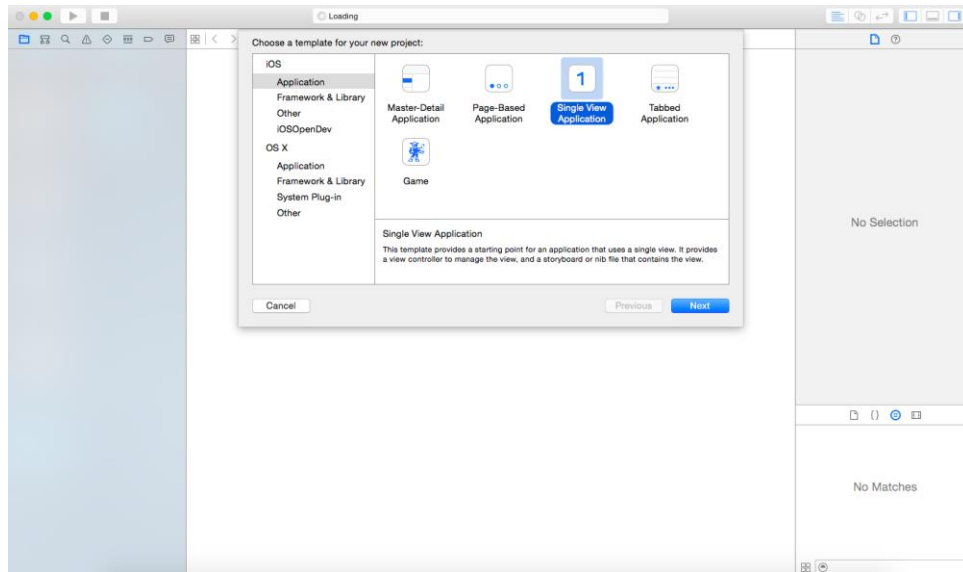 Loading
Choose a template for your new project:
iOS
Application
Framework & Library
Other
iOSOpenDev
OS X
Application
Framework & Library
System Plug-in
Other
Master-Detail
Application
Page-Based
Application
1
Single View
Application
Tabbed
Application
Game
Single View Application
This template provides a starting point for an application that uses a single view. It provides
a view controller to manage the view, and a storyboard or nib file that contains the view.
Cancel
Previous
Next
No Selection
{}
No Matches